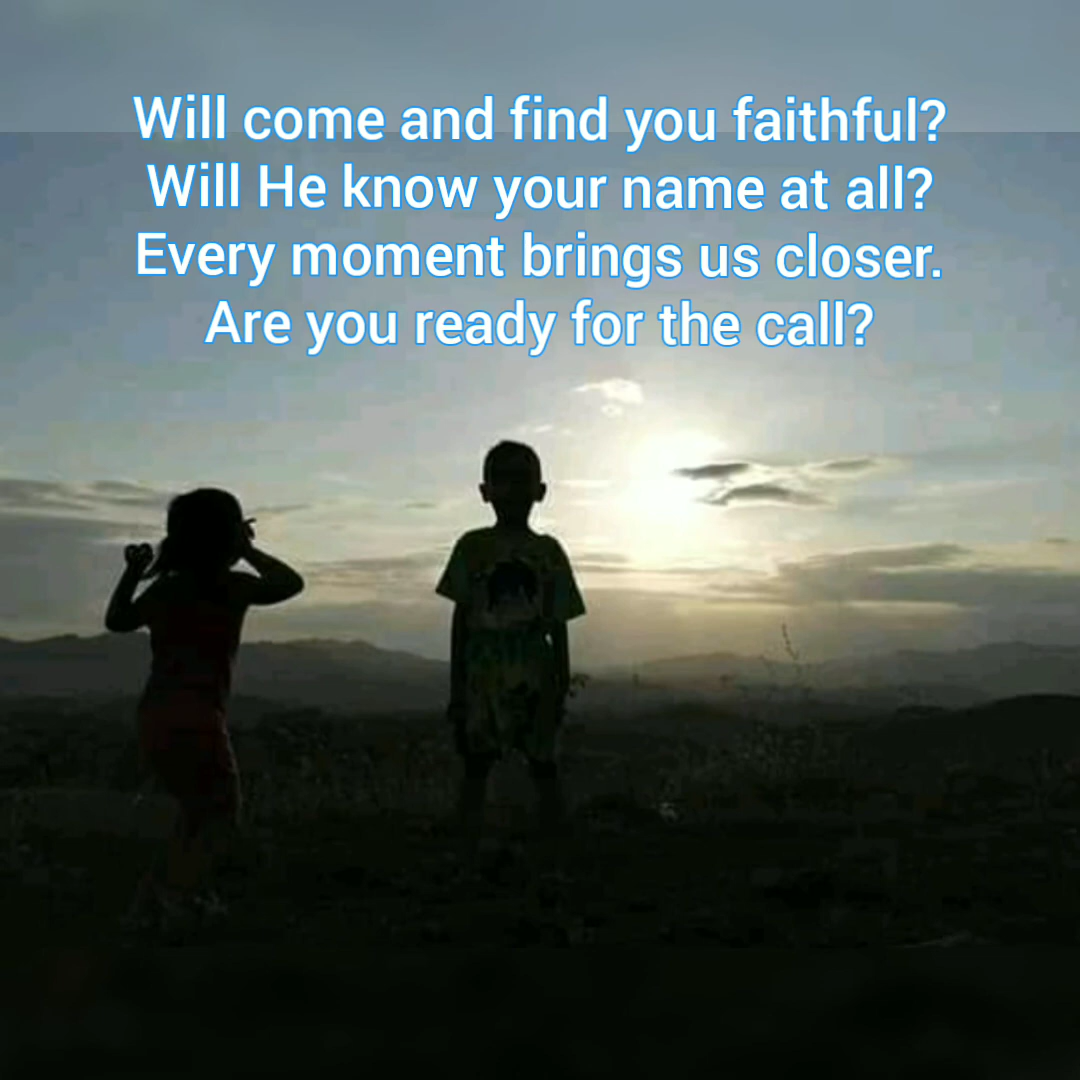 Will come and find you faithful?
Will He know your name at all?
Every moment brings us closer.
Are you ready for the call?